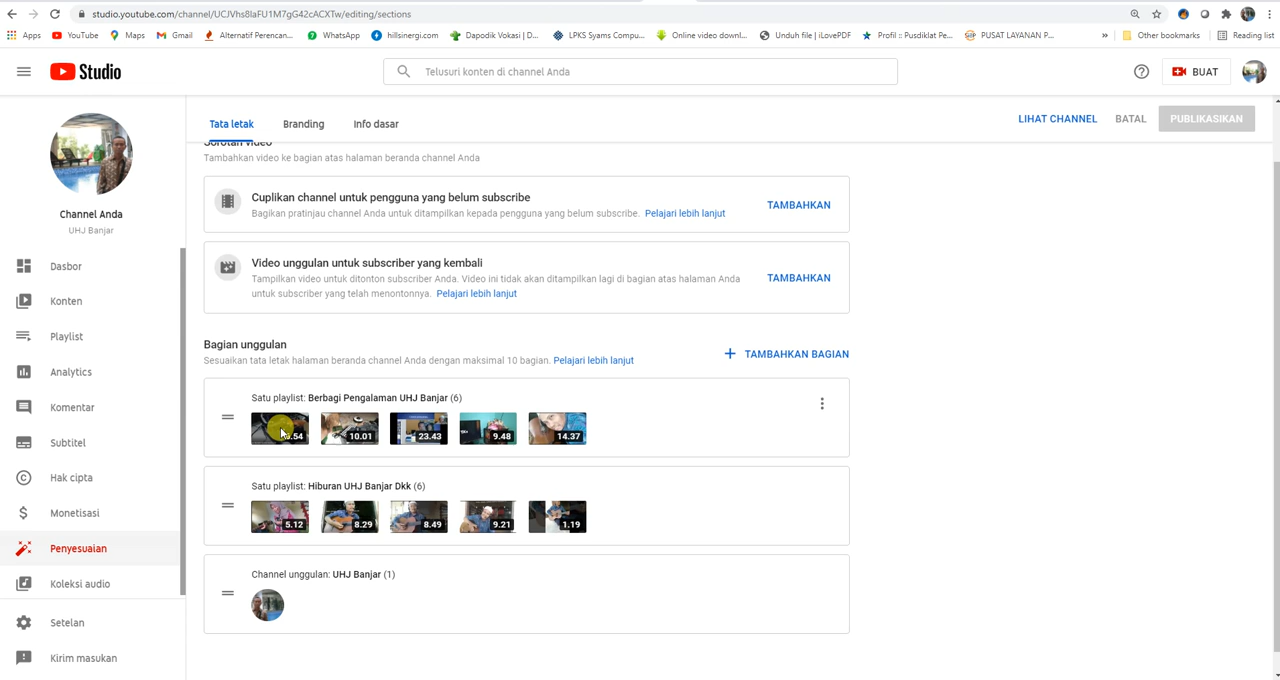 studio.youtube.com/channel/UCJVhs8laFU1M7gG42cACXTw/editing/sections
Apps YouTube Maps Gmail Alternatif Perencan... WhatsApp hillsinergi.com Dapodik Vokasi | D... LPKS Syams Compu... Online video downl... Unduh file | iLovePDF Profil :: Pusdiklat Pe... PUSAT LAYANAN P... » Other bookmarks Reading list
Studio
Telusuri konten di channel Anda
BUAT
Tata letak Branding Info dasar
LIHAT CHANNEL BATAL PUBLIKASIKAN
Sorotan video
Tambahkan video ke bagian atas halaman beranda channel Anda
Cuplikan channel untuk pengguna yang belum subscribe
Bagikan pratinjau channel Anda untuk ditampilkan kepada pengguna yang belum subscribe. Pelajari lebih lanjut
TAMBAHKAN
Video unggulan untuk subscriber yang kembali
Tampilkan video untuk ditonton subscriber Anda. Video ini tidak akan ditampilkan lagi di bagian atas halaman Anda
untuk subscriber yang telah menontonnya. Pelajari lebih lanjut
TAMBAHKAN
Bagian unggulan
Sesuaikan tata letak halaman beranda channel Anda dengan maksimal 10 bagian. Pelajari lebih lanjut
TAMBAHKAN BAGIAN
Satu playlist: Berbagi Pengalaman UHJ Banjar (6)
10.01 23.43 9.48 14.37
Satu playlist: Hiburan UHJ Banjar Dkk (6)
5.12 8.29 8.49 9.21 1.19
Channel unggulan: UHJ Banjar (1)
Channel Anda
UHJ Banjar
Dasbor
Konten
Playlist
Analytics
Komentar
Subtitel
Hak cipta
Monetisasi
Penyesuaian
Koleksi audio
Setelan
Kirim masukan